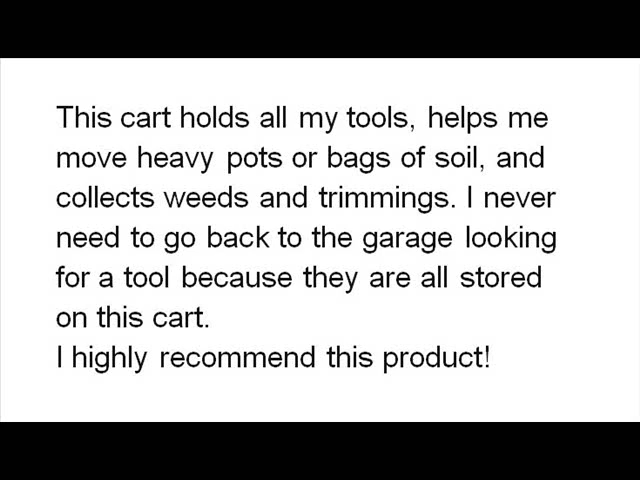 This cart holds all my tools, helps me
move heavy pots or bags of soil, and
collects weeds and trimmings. I never
need to go back to the garage looking
for a tool because they are all stored
on this cart.
I highly recommend this product!